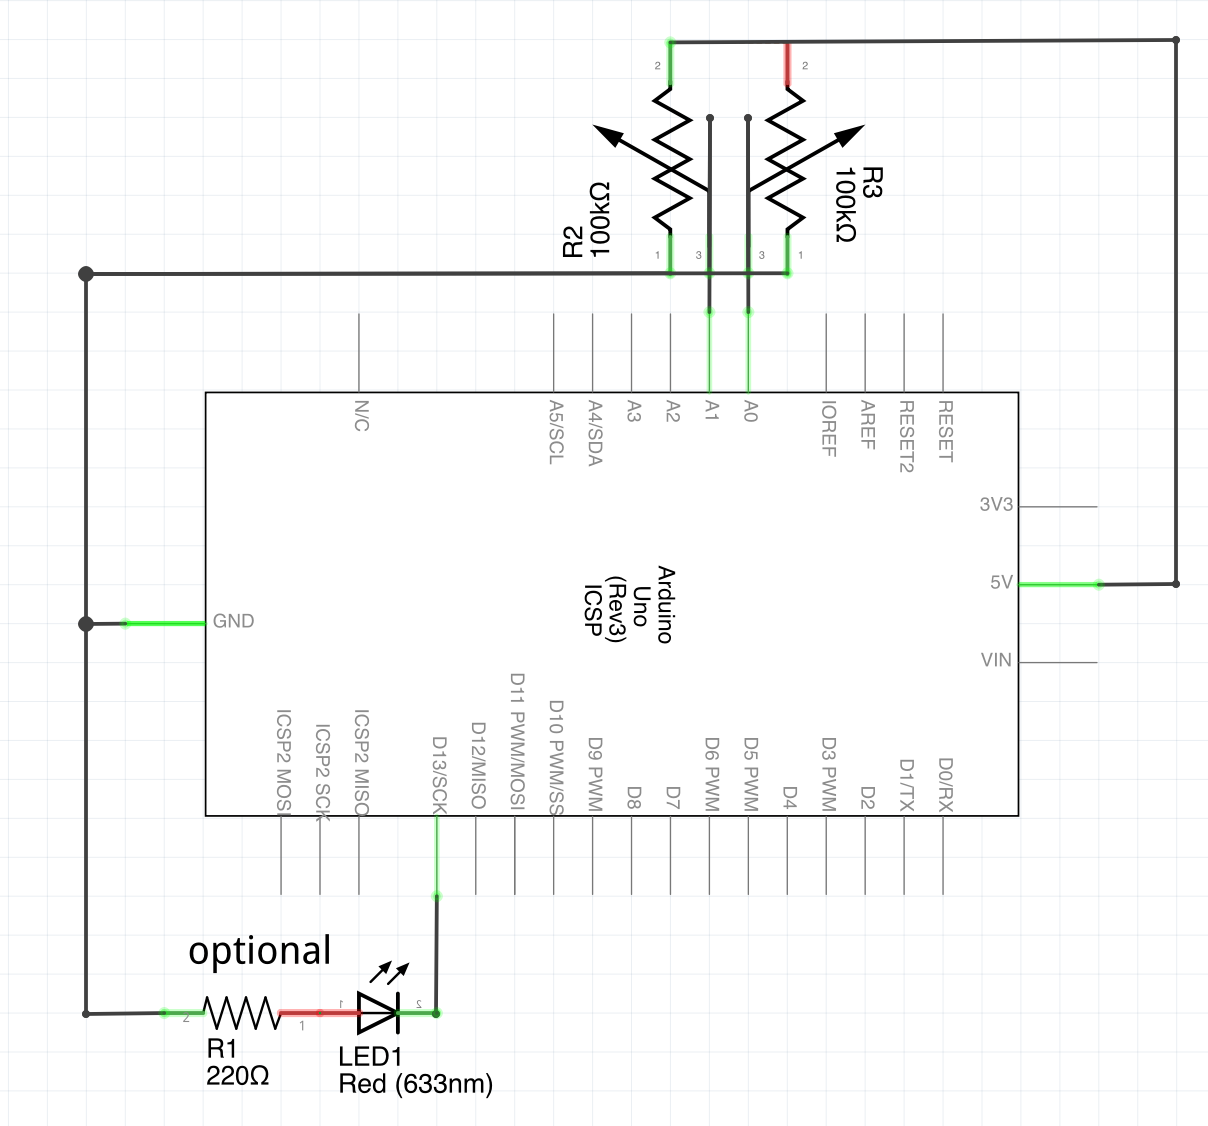 2
2
R2
100kΩ
R3
100kΩ
1
3
3
1
N/C
A5/SCL
A4/SDA
A3
A2
A1
A0
IOREF
AREF
RESET2
RESET
3V3
5V
VIN
GND
Arduino
Uno
(Rev3)
ICSP
ICSP2 MOSI
ICSP2 SCK
ICSP2 MISO
D13/SCK
D12/MISO
D11 PWM/MOSI
D10 PWM/SS
D9 PWM
D8
D7
D6 PWM
D5 PWM
D4
D3 PWM
D2
D1/TX
D0/RX
optional
2
1
1
2
R1
220Ω
LED1
Red (633nm)